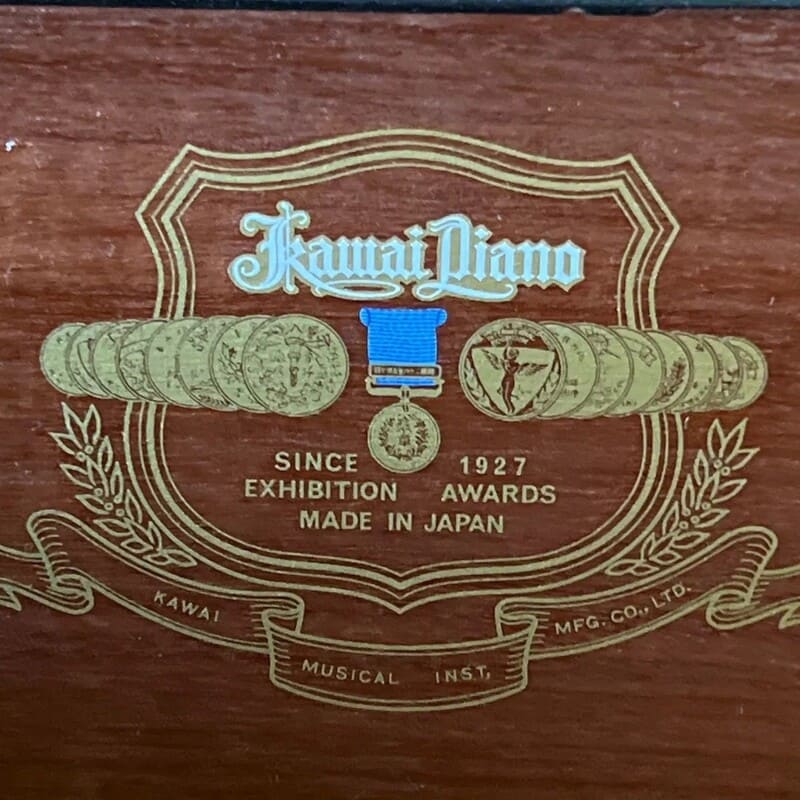 Kawai Piano
SINCE 1927
EXHIBITION AWARDS
MADE IN JAPAN
KAWAI
MUSICAL INST,
MFG. CO., LTD.